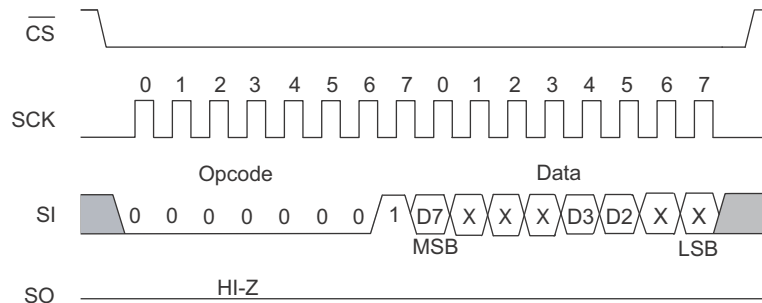 CS
0 1 2 3 4 5 6 7 0 1 2 3 4 5 6 7
SCK
Opcode Data
SI 0 0 0 0 0 0 0 1 D7 X X X D3 D2 X X
MSB LSB
HI-Z
SO